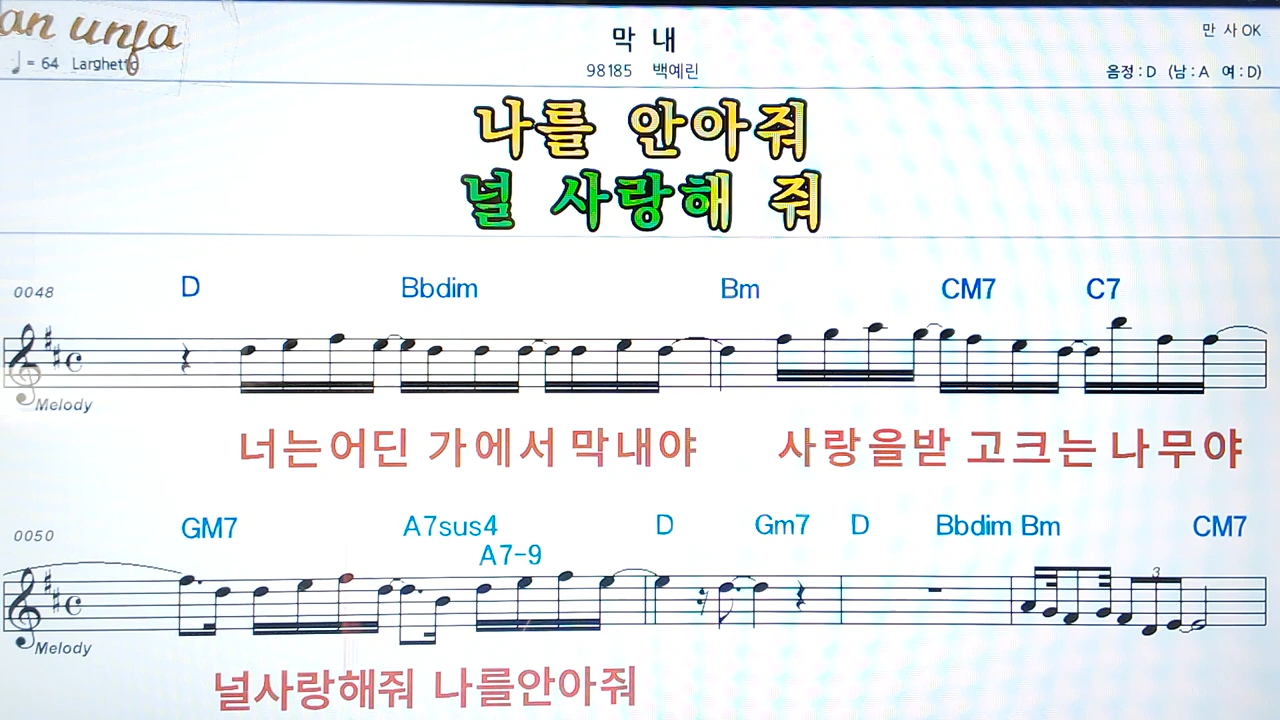 an unfa
막 내
만 사 OK
♩ = 64 Larghetto
98185 백예린
음정 : D (남 : A 여 : D)
나를 안아줘
널 사랑해 줘
0048
D Bbdim Bm CM7 C7
Melody
너는어딘 가에서 막내야 사랑을받 고크는 나무야
0050
GM7 A7sus4 D Gm7 D Bbdim Bm CM7
A7-9
3
Melody
널사랑해줘 나를안아줘